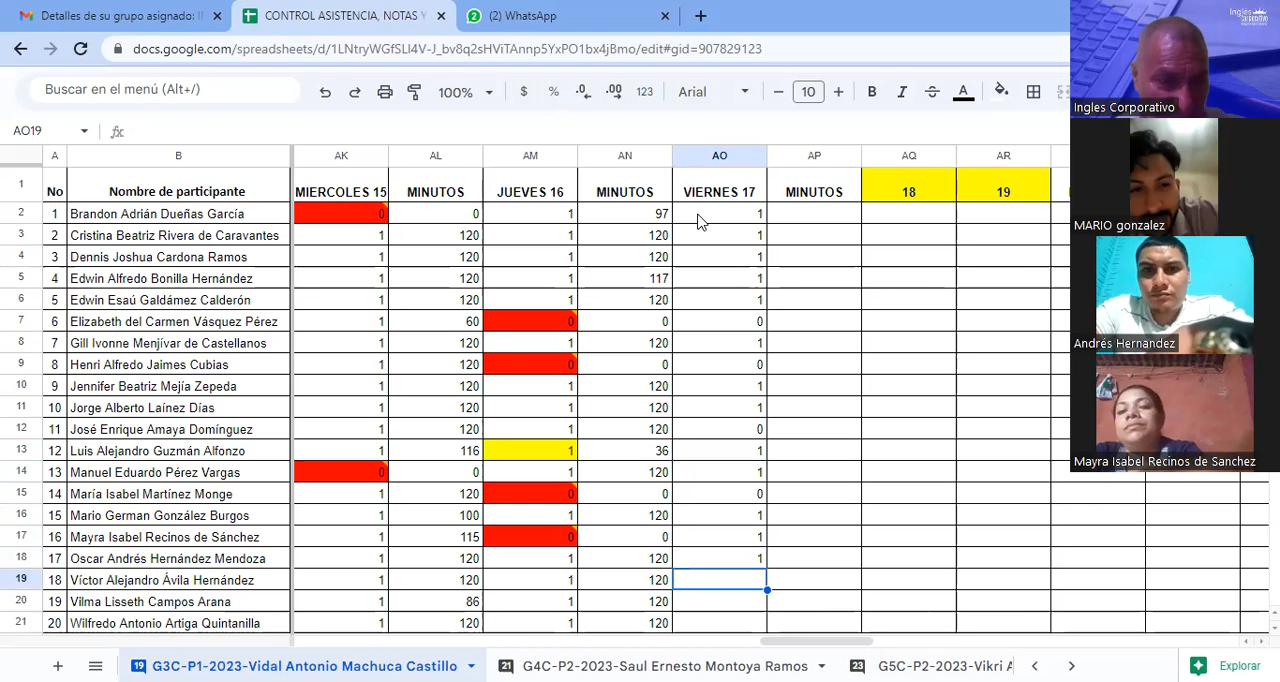 Detalles de su grupo asignado: I
CONTROL ASISTENCIA, NOTAS Y
(2) WhatsApp
docs.google.com/spreadsheets/d/1LNtryWGfSLl4V-J_bv8q2sHViTAnnp5YxPO1bx4jBmo/edit#gid=907829123
Buscar en el menú (Alt+/) 100% $ % .0 .00 123 Arial 10 B I A
AO19 fx
A B AK AL AM AN AO AP AQ AR
1 No Nombre de participante MIERCOLES 15 MINUTOS JUEVES 16 MINUTOS VIERNES 17 MINUTOS 18 19
2 1 Brandon Adrián Dueñas García 0 0 1 97 1
3 2 Cristina Beatriz Rivera de Caravantes 1 120 1 120 1
4 3 Dennis Joshua Cardona Ramos 1 120 1 120 1
5 4 Edwin Alfredo Bonilla Hernández 1 120 1 117 1
6 5 Edwin Esaú Galdámez Calderón 1 120 1 120 1
7 6 Elizabeth del Carmen Vásquez Pérez 1 60 0 0 0
8 7 Gill Ivonne Menjívar de Castellanos 1 120 1 120 1
9 8 Henri Alfredo Jaimes Cubias 1 120 0 0 0
10 9 Jennifer Beatriz Mejía Zepeda 1 120 1 120 1
11 10 Jorge Alberto Laínez Días 1 120 1 120 1
12 11 José Enrique Amaya Domínguez 1 120 1 120 0
13 12 Luis Alejandro Guzmán Alfonzo 1 116 1 36 1
14 13 Manuel Eduardo Pérez Vargas 0 0 1 120 1
15 14 María Isabel Martínez Monge 1 120 0 0 0
16 15 Mario German González Burgos 1 100 1 120 1
17 16 Mayra Isabel Recinos de Sánchez 1 115 0 0 1
18 17 Oscar Andrés Hernández Mendoza 1 120 1 120 1
19 18 Víctor Alejandro Ávila Hernández 1 120 1 120
20 19 Vilma Lisseth Campos Arana 1 86 1 120
21 20 Wilfredo Antonio Artiga Quintanilla 1 120 1 120
19 G3C-P1-2023-Vidal Antonio Machuca Castillo 21 G4C-P2-2023-Saul Ernesto Montoya Ramos 23 G5C-P2-2023-Vikri A Explorar
Ingles Corporativo
MARIO gonzalez
Andrés Hernandez
Mayra Isabel Recinos de Sanchez